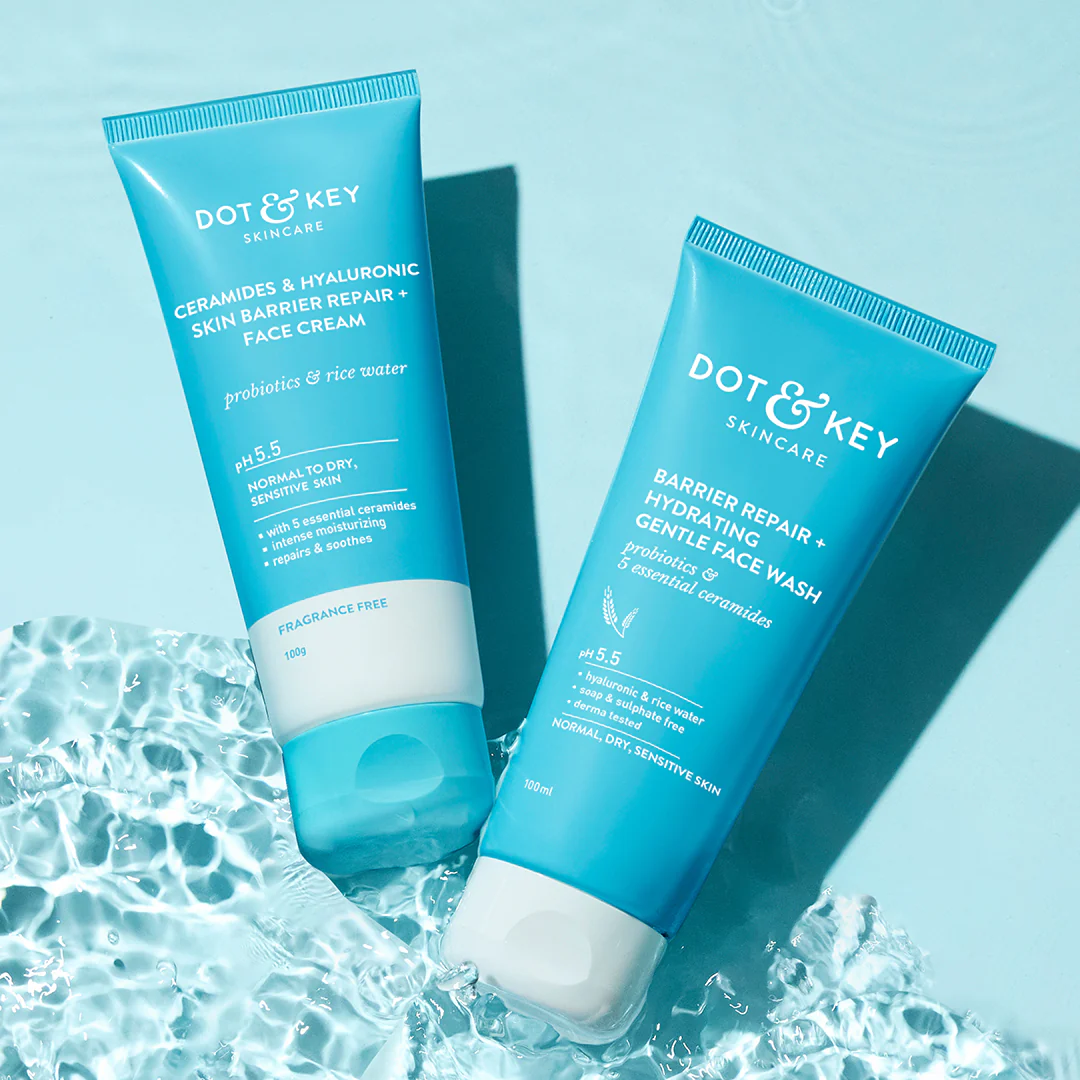 DOT & KEY
SKINCARE
CERAMIDES & HYALURONIC
SKIN BARRIER REPAIR +
FACE CREAM
probiotics & rice water
pH 5.5
NORMAL TO DRY,
SENSITIVE SKIN
▪ with 5 essential ceramides
▪ intense moisturizing
▪ repairs & soothes
FRAGRANCE FREE
100g
DOT & KEY
SKINCARE
BARRIER REPAIR +
HYDRATING
GENTLE FACE WASH
probiotics &
5 essential ceramides
pH 5.5
• hyaluronic & rice water
• soap & sulphate free
• derma tested
NORMAL, DRY, SENSITIVE SKIN
100ml